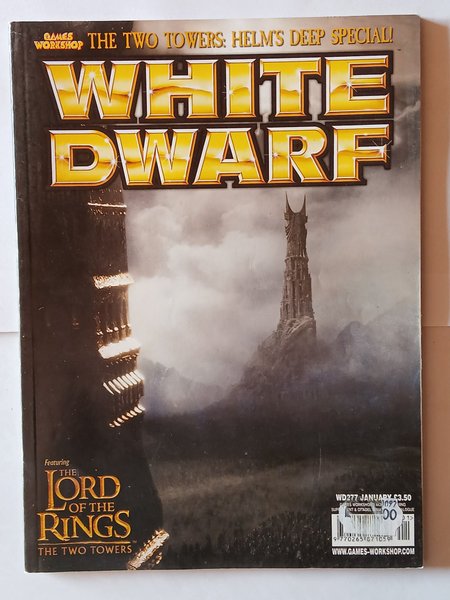 GAMES WORKSHOP
THE TWO TOWERS: HELM'S DEEP SPECIAL!
WHITE
DWARF
Featuring
THE
LORD
OF THE
RINGS
THE TWO TOWERS
WD277 JANUARY £3.50
WWW.GAMES-WORKSHOP.COM